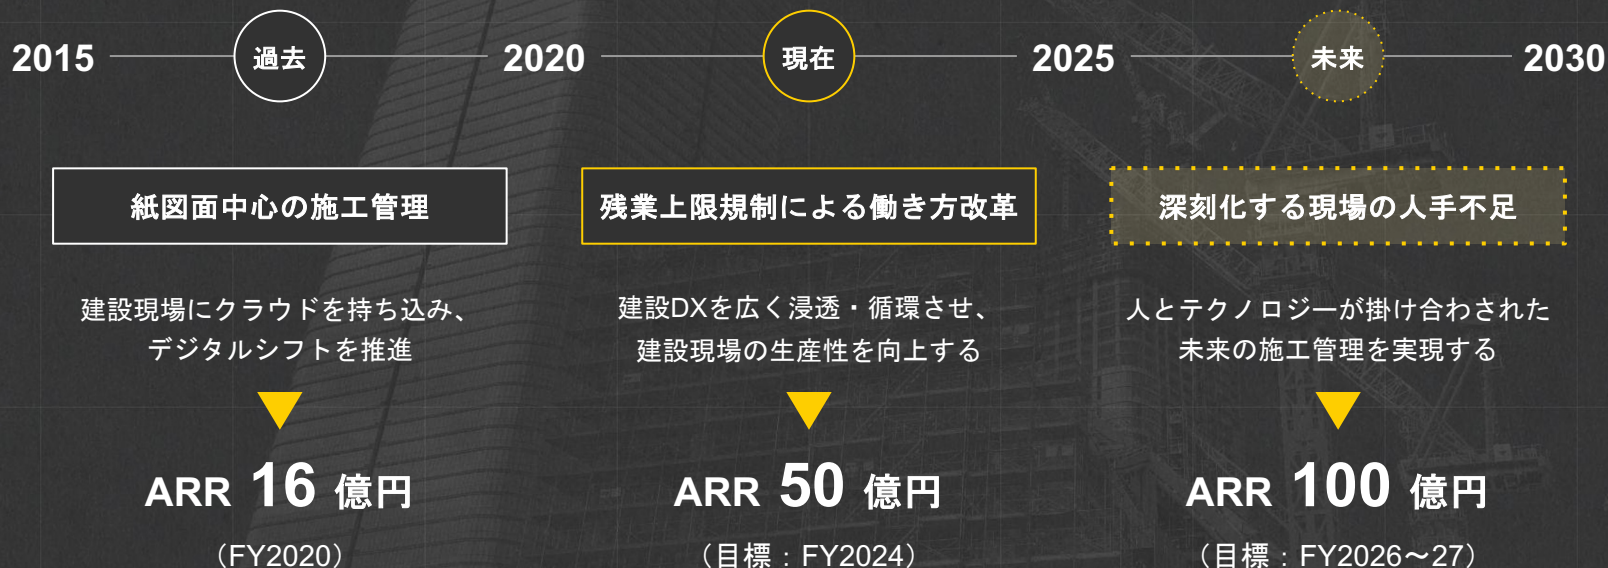 2015 過去 2020 現在 2025 未来 2030
紙図面中心の施工管理
建設現場にクラウドを持ち込み、
デジタルシフトを推進
ARR 16 億円
（FY2020）
残業上限規制による働き方改革
建設DXを広く浸透・循環させ、
建設現場の生産性を向上する
ARR 50 億円
（目標：FY2024）
深刻化する現場の人手不足
人とテクノロジーが掛け合わされた
未来の施工管理を実現する
ARR 100 億円
（目標：FY2026～27）